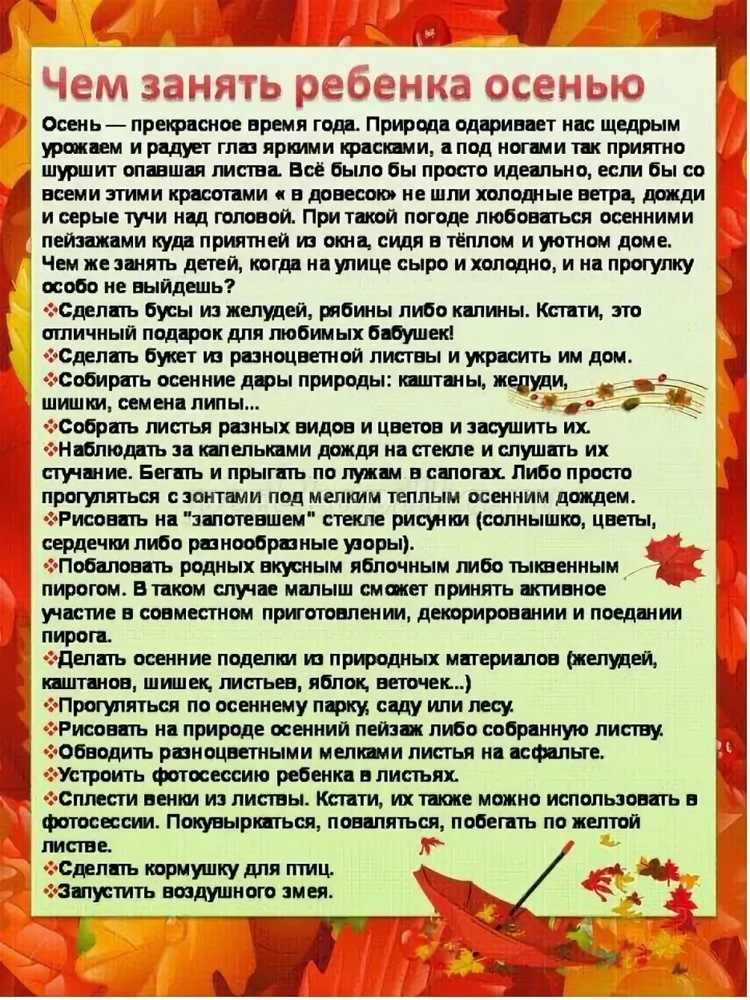 Чем занять ребенка осенью
Осень — прекрасное время года. Природа одаривает нас щедрым
урожаем и радует глаз яркими красками, а под ногами так приятно
шуршит опавшая листва. Всё было бы просто идеально, если бы со
всеми этими красотами « в довесок» не шли холодные ветра, дожди
и серые тучи над головой. При такой погоде любоваться осенними
пейзажами куда приятней из окна, сидя в тёплом и уютном доме.
Чем же занять детей, когда на улице сыро и холодно, и на прогулку
особо не выйдешь?
❖Сделать бусы из желудей, рябины либо калины. Кстати, это
отличный подарок для любимых бабушек!
❖Сделать букет из разноцветной листвы и украсить им дом.
❖Собирать осенние дары природы: каштаны, желуди,
шишки, семена липы...
❖Собрать листья разных видов и цветов и засушить их.
❖Наблюдать за капельками дождя на стекле и слушать их
стучание. Бегать и прыгать по лужам в сапогах. Либо просто
прогуляться с зонтами под мелким теплым осенним дождем.
❖Рисовать на "запотевшем" стекле рисунки (солнышко, цветы,
сердечки либо разнообразные узоры).
❖Побаловать родных вкусным яблочным либо тыквенным
пирогом. В таком случае малыш сможет принять активное
участие в совместном приготовлении, декорировании и поедании
пирога.
❖Делать осенние поделки из природных материалов (желудей,
каштанов, шишек, листьев, яблок, веточек...)
❖Прогуляться по осеннему парку, саду или лесу.
❖Рисовать на природе осенний пейзаж либо собранную листву.
❖Обводить разноцветными мелками листья на асфальте.
❖Устроить фотосессию ребенка в листьях.
❖Сплести венки из листвы. Кстати, их также можно использовать в
фотосессии. Покувыркаться, поваляться, побегать по желтой
листве.
❖Сделать кормушку для птиц.
❖Запустить воздушного змея.